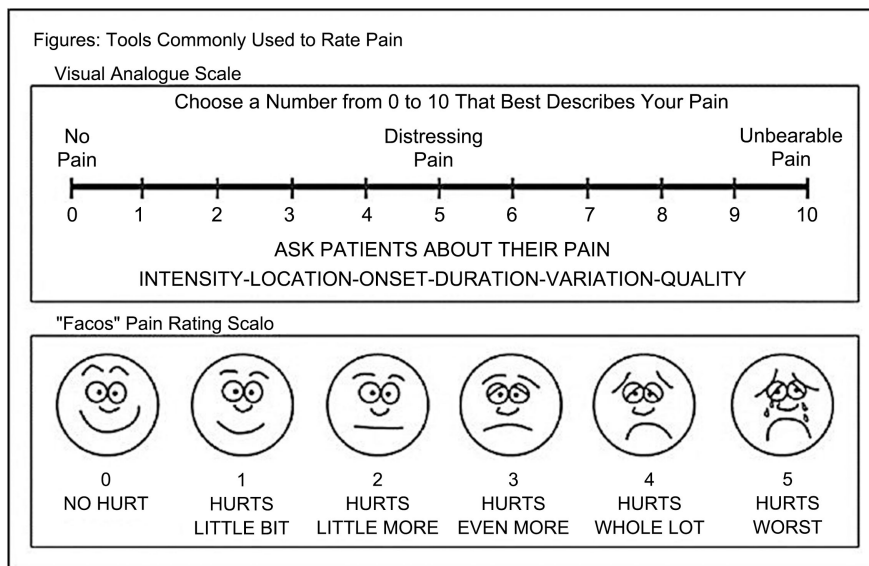 Figures: Tools Commonly Used to Rate Pain
Visual Analogue Scale
Choose a Number from 0 to 10 That Best Describes Your Pain
No Pain
Distressing Pain
Unbearable Pain
0 1 2 3 4 5 6 7 8 9 10
ASK PATIENTS ABOUT THEIR PAIN
INTENSITY-LOCATION-ONSET-DURATION-VARIATION-QUALITY
"Facos" Pain Rating Scalo
0 1 2 3 4 5
NO HURT
HURTS LITTLE BIT
HURTS LITTLE MORE
HURTS EVEN MORE
HURTS WHOLE LOT
HURTS WORST